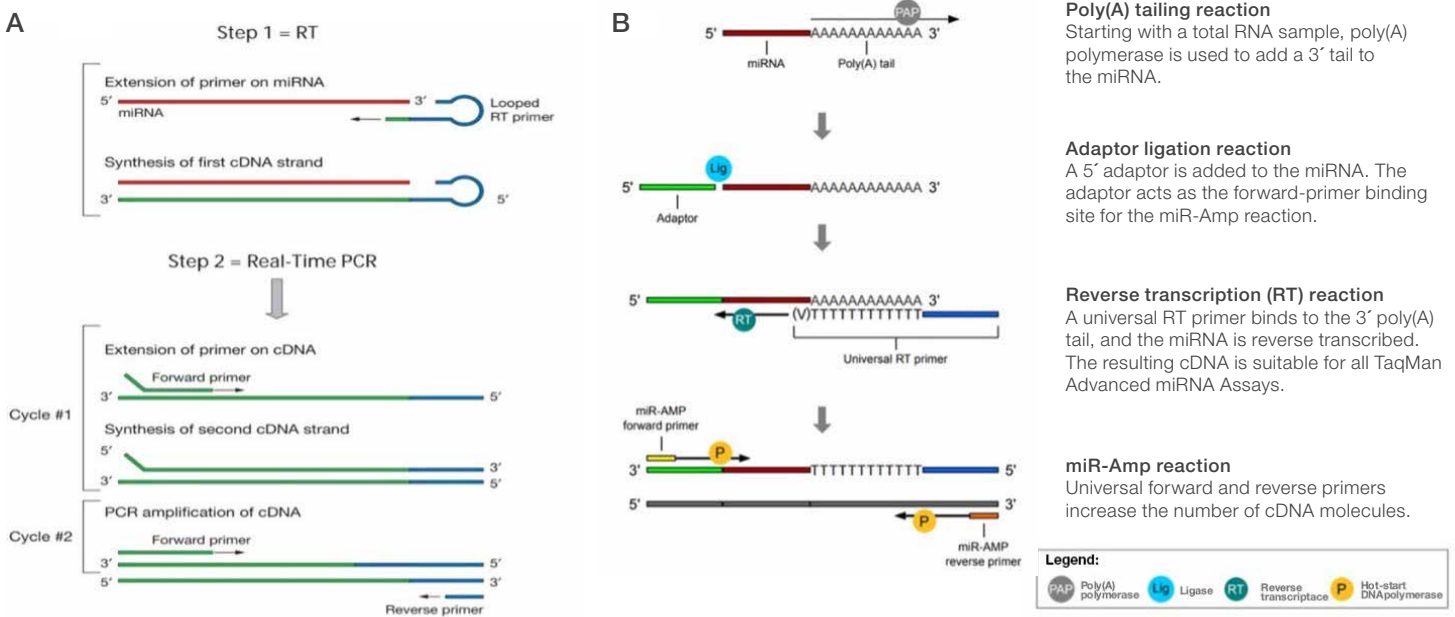 A
Step 1 = RT
Extension of primer on miRNA
5′
3′
miRNA
Looped
RT primer
Synthesis of first cDNA strand
3′
5′
Step 2 = Real-Time PCR
Cycle #1
Extension of primer on cDNA
Forward primer
3′
5′
Synthesis of second cDNA strand
5′
3′
5′
Cycle #2
PCR amplification of cDNA
Forward primer
3′
5′
5′
3′
Reverse primer
B
PAP
5' AAAAAAAAAAAA 3'
miRNA
Poly(A) tail
Lig
5' AAAAAAAAAAAA 3'
Adaptor
5' AAAAAAAAAAAA 3'
RT
(V)TTTTTTTTTTTT
Universal RT primer
miR-AMP
forward primer
P
3' TTTTTTTTTTTT 5'
5' 3'
P
miR-AMP
reverse primer
Poly(A) tailing reaction
Starting with a total RNA sample, poly(A)
polymerase is used to add a 3´ tail to
the miRNA.
Adaptor ligation reaction
A 5´ adaptor is added to the miRNA. The
adaptor acts as the forward-primer binding
site for the miR-Amp reaction.
Reverse transcription (RT) reaction
A universal RT primer binds to the 3´ poly(A)
tail, and the miRNA is reverse transcribed.
The resulting cDNA is suitable for all TaqMan
Advanced miRNA Assays.
miR-Amp reaction
Universal forward and reverse primers
increase the number of cDNA molecules.
Legend:
PAP Poly(A) polymerase
Lig Ligase
RT Reverse transcriptace
P Hot-start DNA polymerase